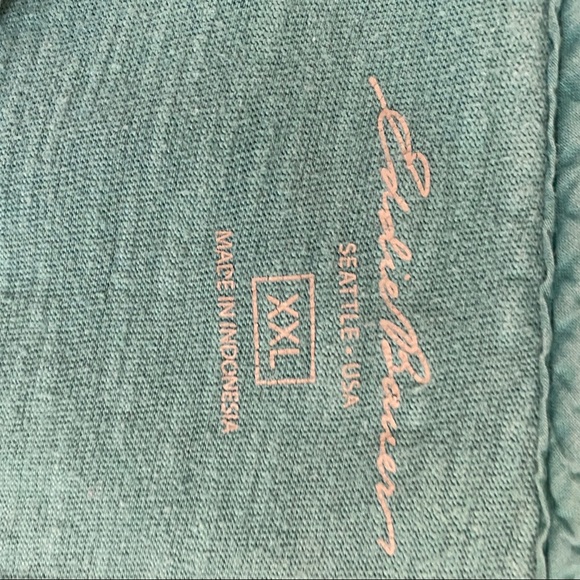 Eddie Bauer
SEATTLE • USA
XXL
MADE IN INDONESIA